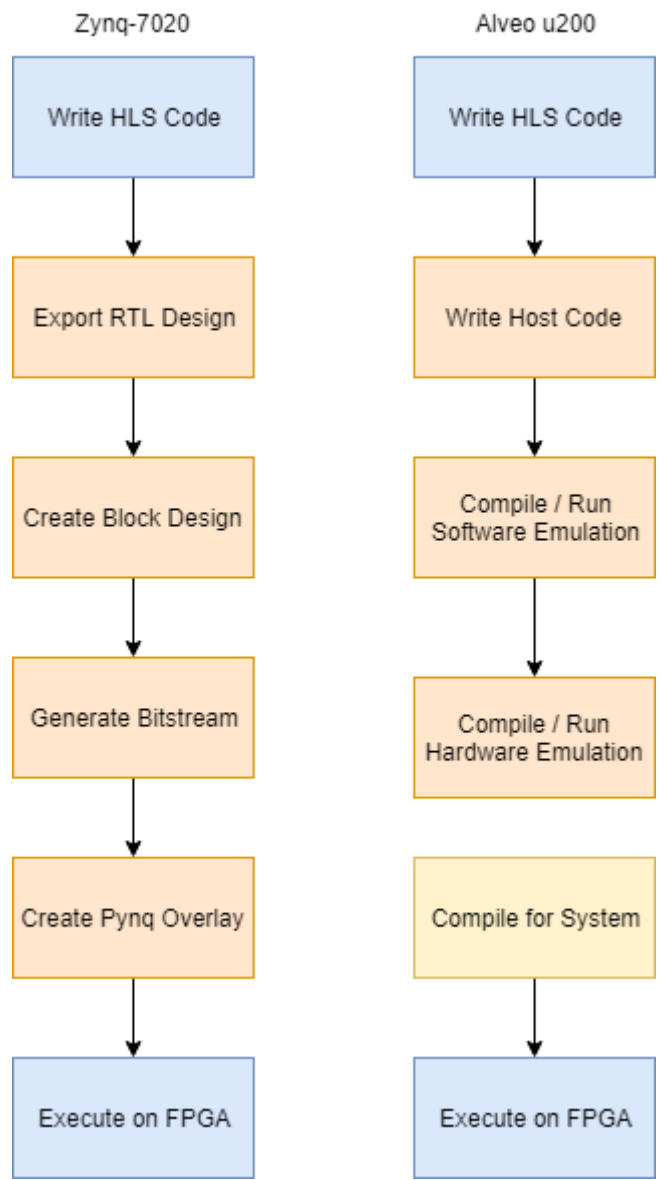 Zynq-7020
Write HLS Code
Export RTL Design
Create Block Design
Generate Bitstream
Create Pynq Overlay
Execute on FPGA
Alveo u200
Write HLS Code
Write Host Code
Compile / Run
Software Emulation
Compile / Run
Hardware Emulation
Compile for System
Execute on FPGA